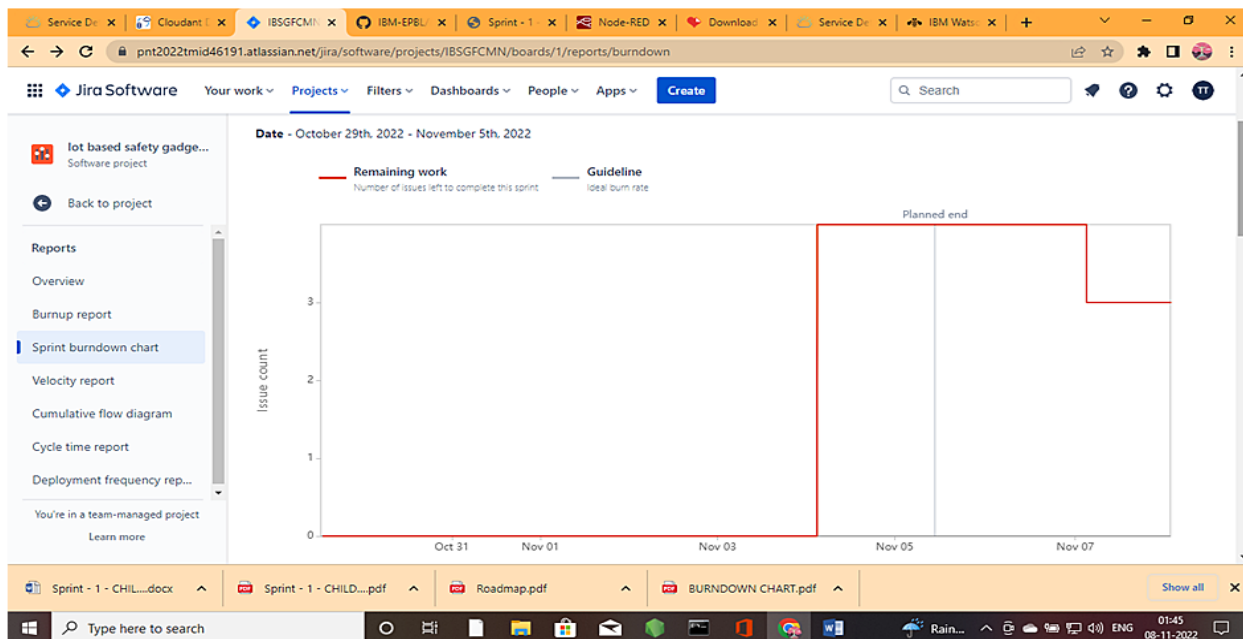 Service De
Cloudant
IBSGFCMN
IBM-EPBL/
Sprint - 1 -
Node-RED
Download
Service De
IBM Wats
pnt2022tmid46191.atlassian.net/jira/software/projects/IBSGFCMN/boards/1/reports/burndown
Jira Software
Your work
Projects
Filters
Dashboards
People
Apps
Create
Search
TT
Iot based safety gadge...
Software project
Back to project
Reports
Overview
Burnup report
Sprint burndown chart
Velocity report
Cumulative flow diagram
Cycle time report
Deployment frequency rep...
You're in a team-managed project
Learn more
Date - October 29th, 2022 - November 5th, 2022
Remaining work
Number of issues left to complete this sprint
Guideline
Ideal burn rate
Planned end
Issue count
3
2
1
0
Oct 31
Nov 01
Nov 03
Nov 05
Nov 07
Sprint - 1 - CHIL....docx
Sprint - 1 - CHILD....pdf
Roadmap.pdf
BURNDOWN CHART.pdf
Show all
Type here to search
Rain...
ENG
01:45
08-11-2022